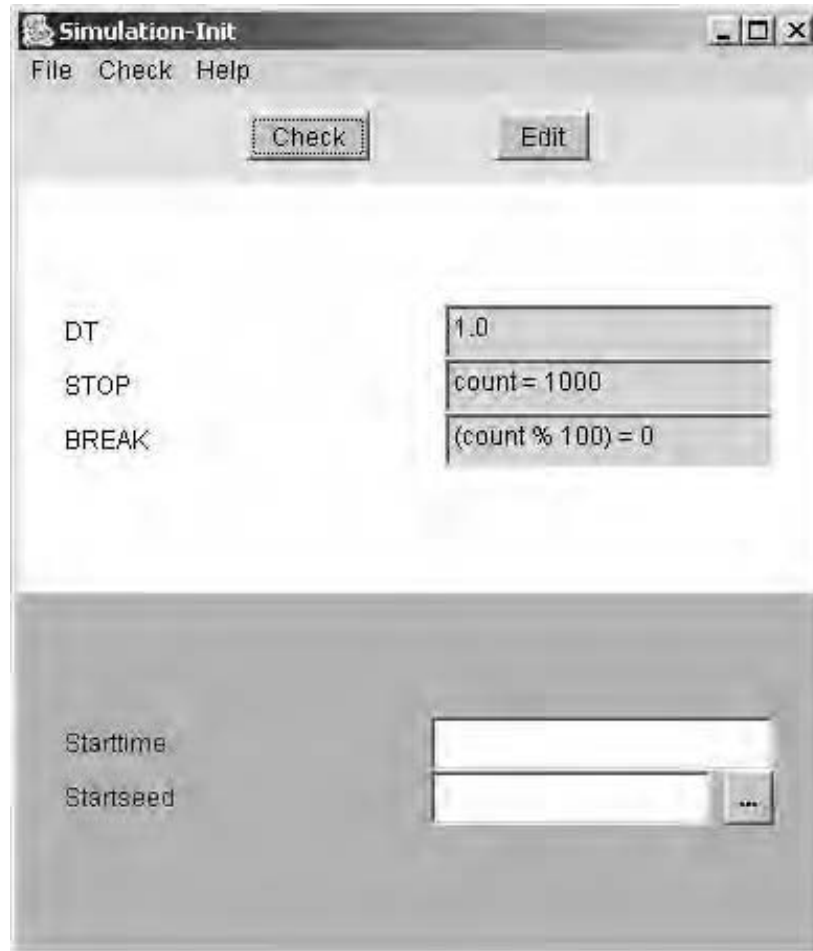 Simulation-Init
File Check Help
Check Edit
DT 1.0
STOP count = 1000
BREAK (count % 100) = 0
Starttime
Startseed ...